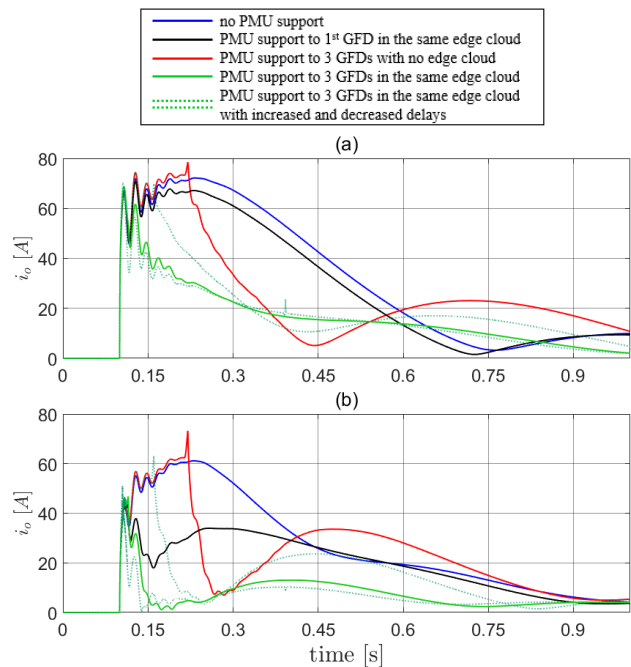 no PMU support
PMU support to 1st GFD in the same edge cloud
PMU support to 3 GFDs with no edge cloud
PMU support to 3 GFDs in the same edge cloud
PMU support to 3 GFDs in the same edge cloud
with increased and decreased delays
(a)
80
60
40
20
0
i_o [A]
0 0.15 0.3 0.45 0.6 0.75 0.9
(b)
80
60
40
20
0
i_o [A]
0 0.15 0.3 0.45 0.6 0.75 0.9
time [s]